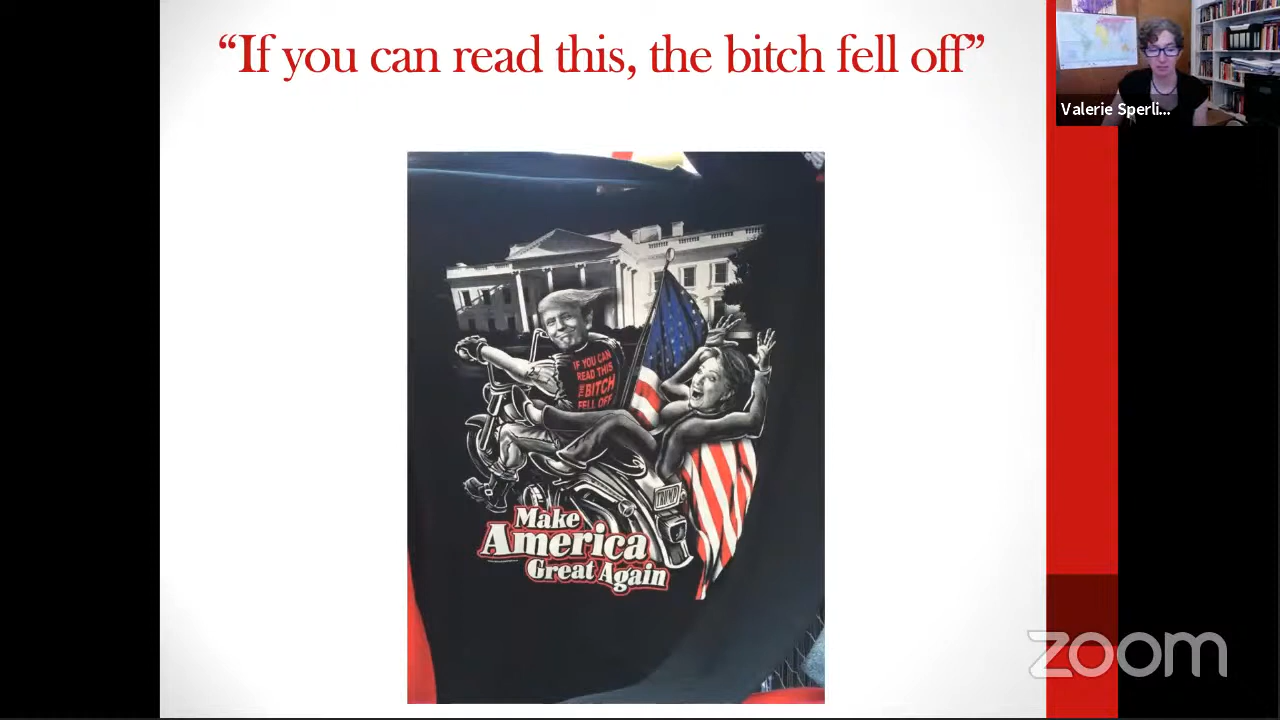 “If you can read this, the bitch fell off”
Valerie Sperli...
IF YOU CAN
READ THIS
THE BITCH
FELL OFF
TRUMP
Make
America
Great Again
zoom